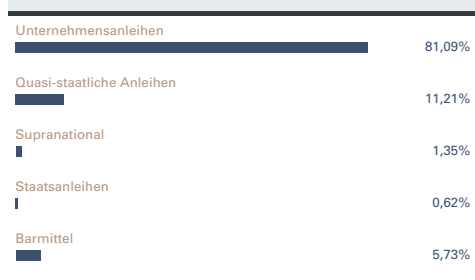 Unternehmensanleihen
81,09%
Quasi-staatliche Anleihen
11,21%
Supranational
1,35%
Staatsanleihen
0,62%
Barmittel
5,73%